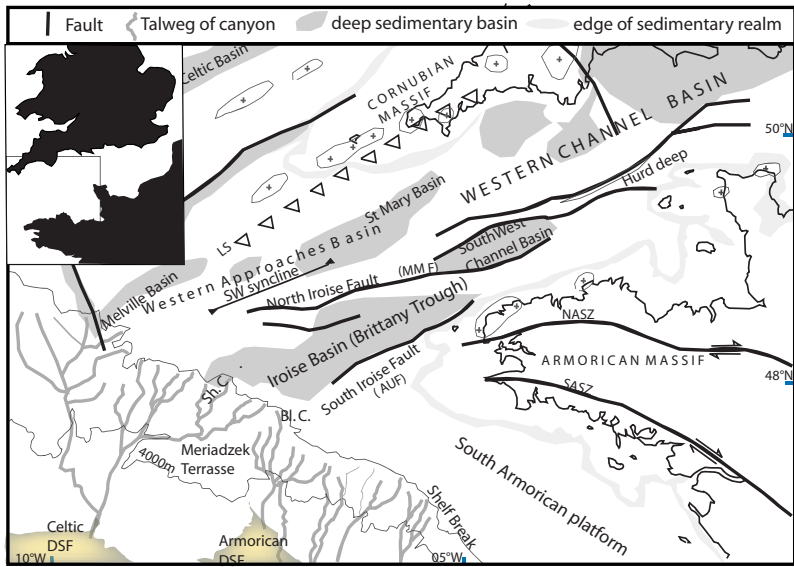 Fault
Talweg of canyon
deep sedimentary basin
edge of sedimentary realm
Celtic Basin
CORNUBIAN
MASSIF
WESTERN CHANNEL BASIN
50°N
Hurd deep
St Mary Basin
LS
Western Approaches Basin
SouthWest
Channel Basin
Melville Basin
SW syncline
(MM F)
North Iroise Fault
Iroise Basin (Brittany Trough)
NASZ
ARMORICAN MASSIF
48°N
South Iroise Fault
(AUF)
SASZ
Sh.C.
Bl.C.
Meriadzek
Terrasse
4000m
South Armorican platform
Shelf Break
Celtic
DSF
Armorican
DSF
10°W
05°W